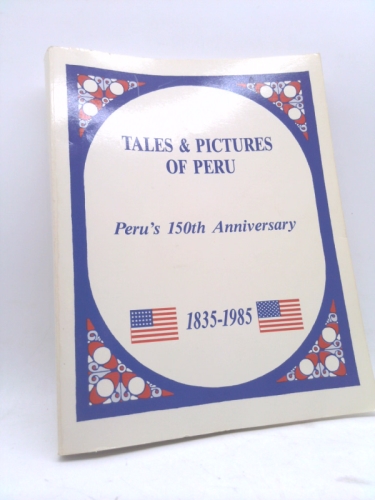 TALES & PICTURES
OF PERU
Peru's 150th Anniversary
1835-1985